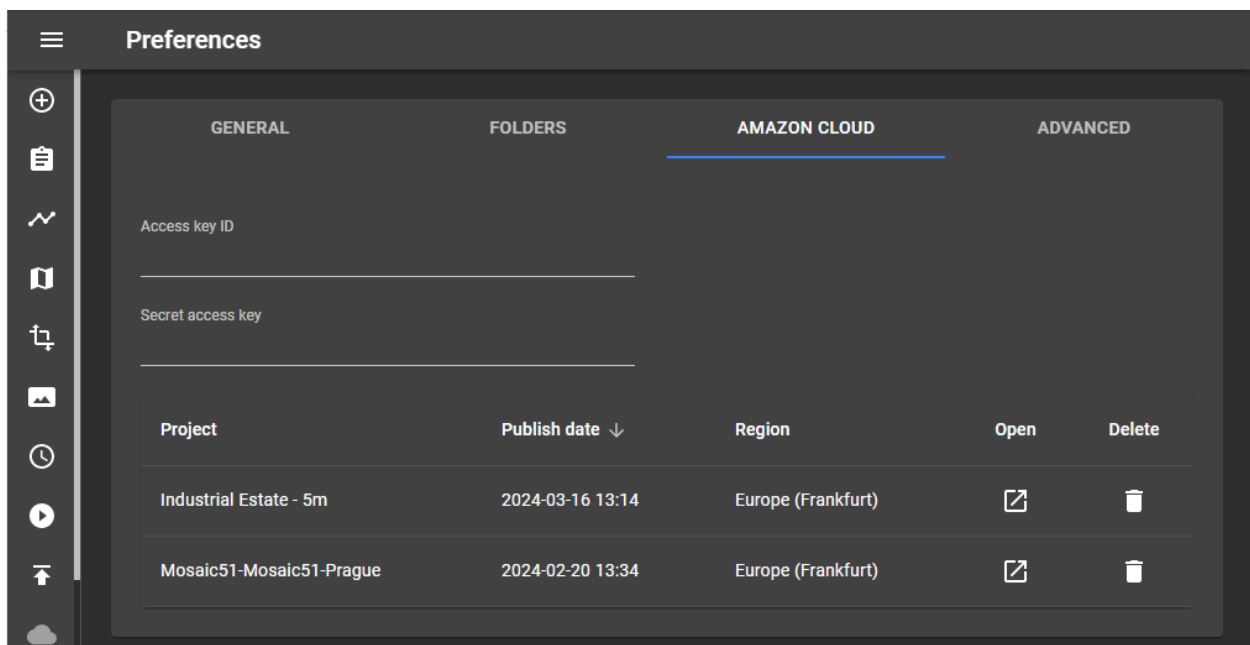 Preferences
GENERAL FOLDERS AMAZON CLOUD ADVANCED
Access key ID
Secret access key
Project Publish date Region Open Delete
Industrial Estate - 5m 2024-03-16 13:14 Europe (Frankfurt)
Mosaic51-Mosaic51-Prague 2024-02-20 13:34 Europe (Frankfurt)